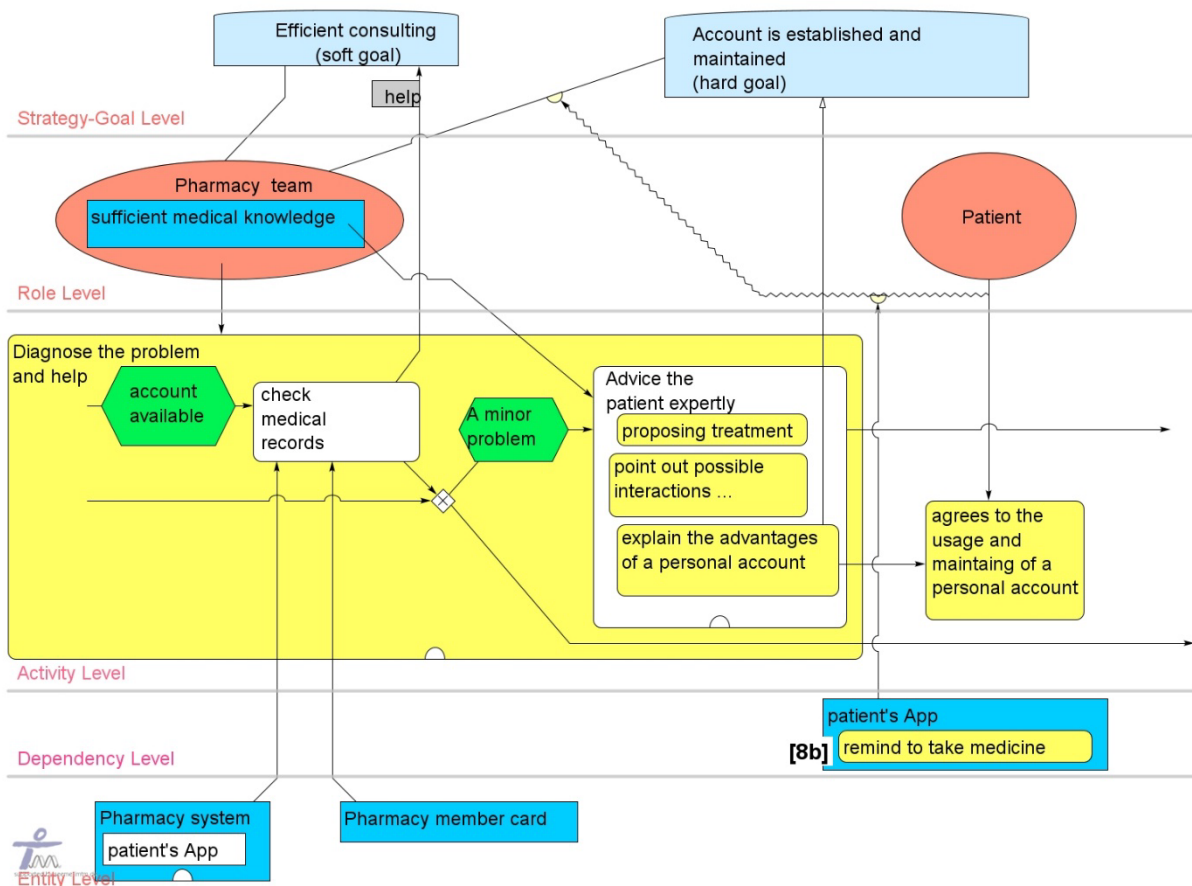 Efficient consulting
(soft goal)
Account is established and
maintained
(hard goal)
help
Strategy-Goal Level
Pharmacy team
sufficient medical knowledge
Patient
Role Level
Diagnose the problem
and help
account
available
check
medical
records
A minor
problem
Advice the
patient expertly
proposing treatment
point out possible
interactions ...
explain the advantages
of a personal account
agrees to the
usage and
maintaing of a
personal account
Activity Level
patient's App
[8b]
remind to take medicine
Dependency Level
Pharmacy system
patient's App
Pharmacy member card
Entity Level